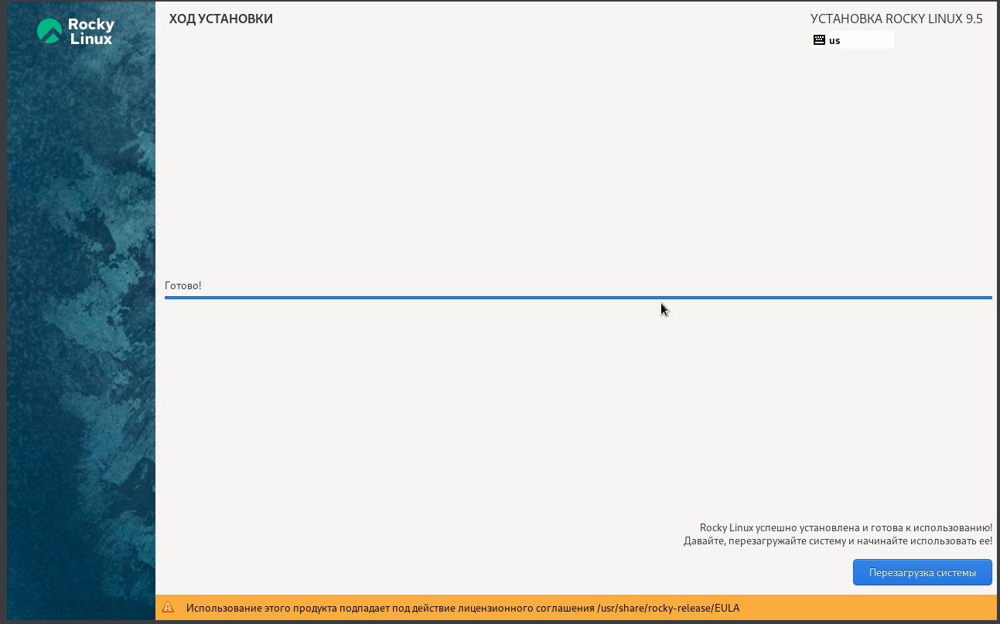 Rocky
Linux
ХОД УСТАНОВКИ
УСТАНОВКА ROCKY LINUX 9.5
us
Готово!
Rocky Linux успешно установлена и готова к использованию!
Давайте, перезагружайте систему и начинайте использовать ее!
Перезагрузка системы
Использование этого продукта подпадает под действие лицензионного соглашения /usr/share/rocky-release/EULA